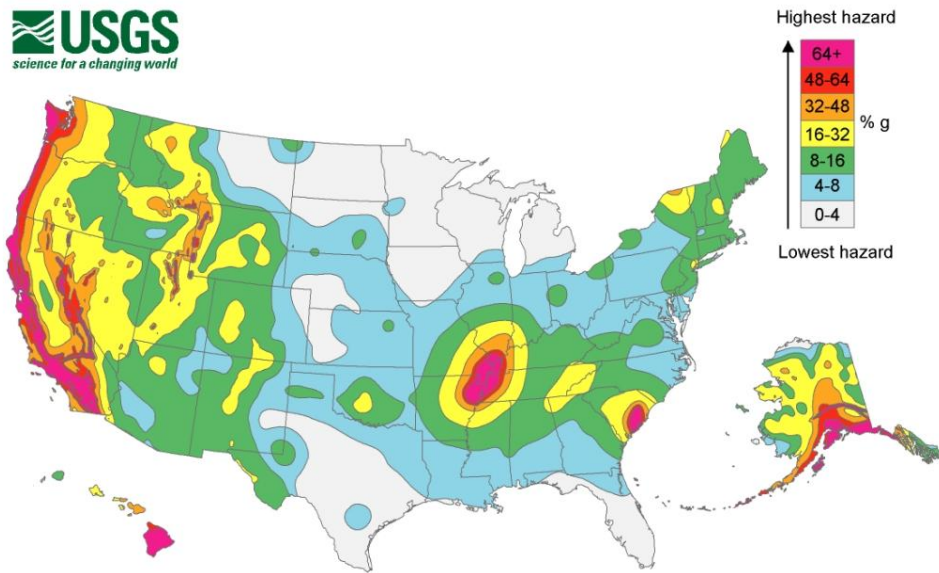 USGS
science for a changing world
Highest hazard
64+
48-64
32-48
16-32
8-16
4-8
0-4
% g
Lowest hazard